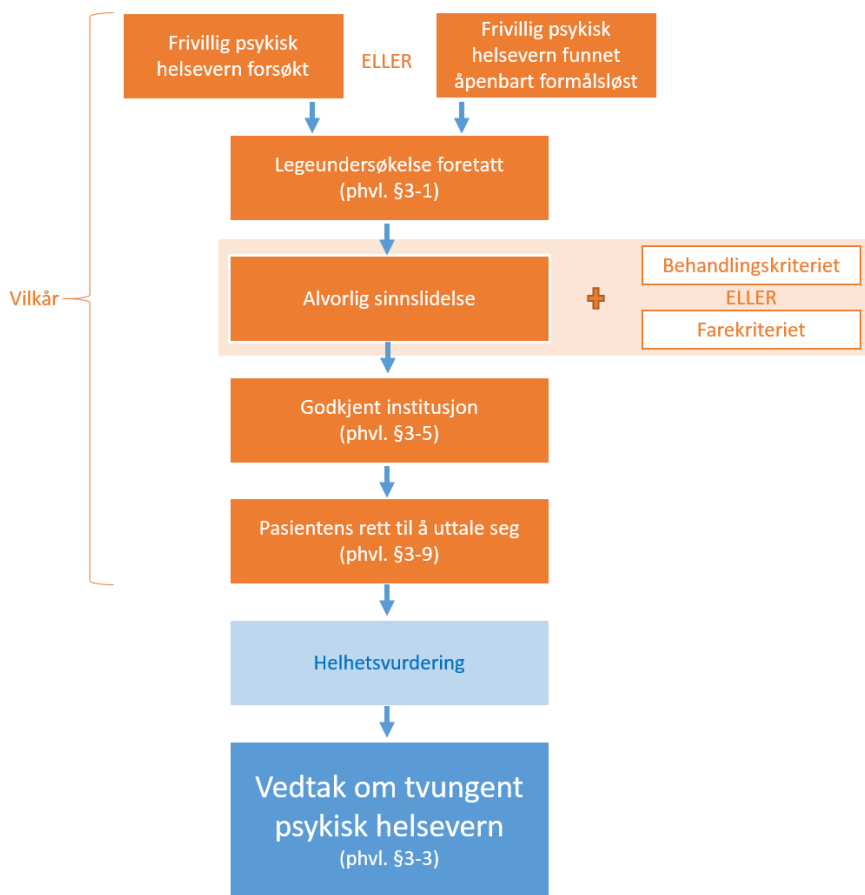 Frivillig psykisk
helsevern forsøkt
ELLER
Frivillig psykisk
helsevern funnet
åpenbart formålsløst
Legeundersøkelse foretatt
(phvl. §3-1)
Vilkår
Alvorlig sinnslidelse
Behandlingskriteriet
ELLER
Farekriteriet
Godkjent institusjon
(phvl. §3-5)
Pasientens rett til å uttale seg
(phvl. §3-9)
Helhetsvurdering
Vedtak om tvungent
psykisk helsevern
(phvl. §3-3)